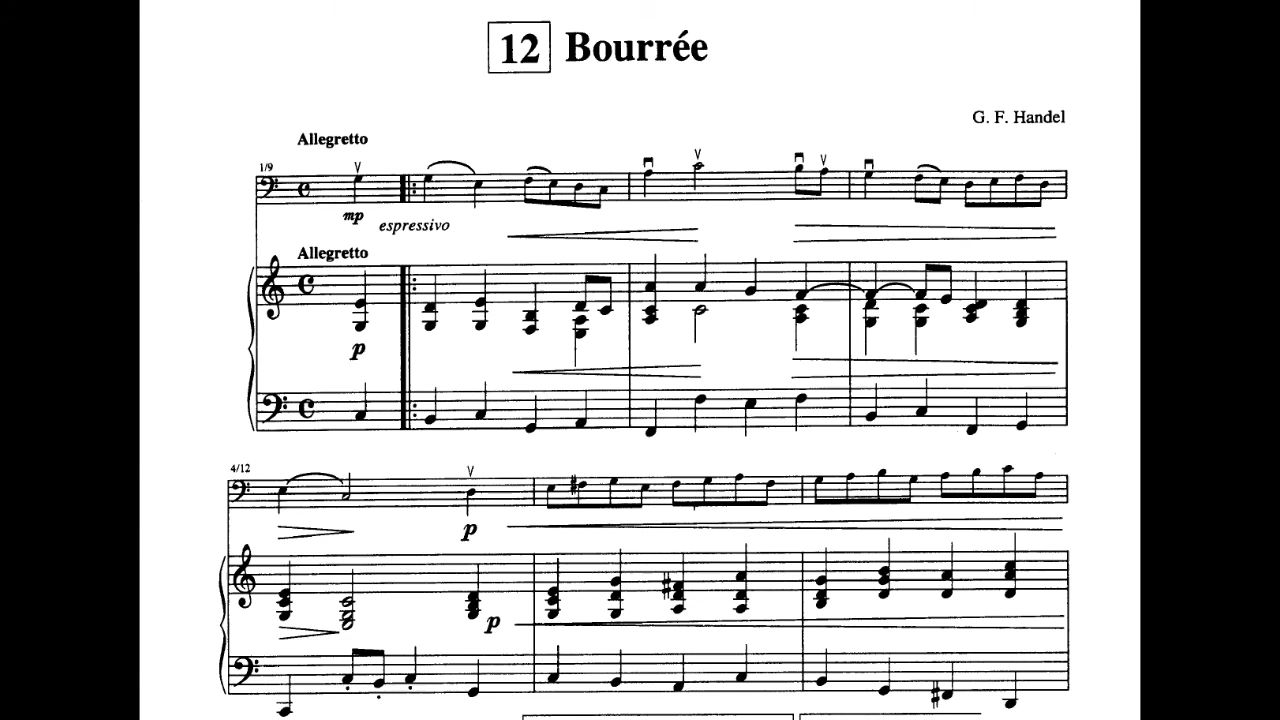 12 Bourrée
G. F. Handel
Allegretto
1/9
mp
espressivo
Allegretto
p
4/12
p
p